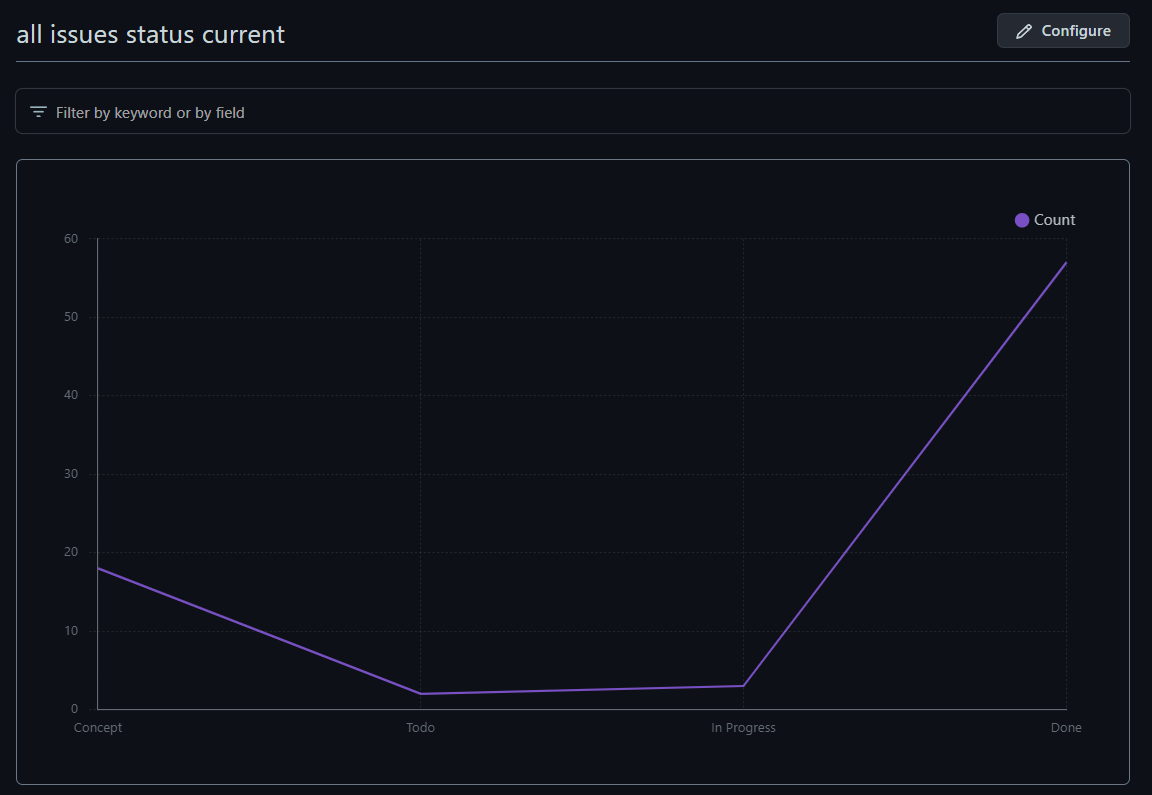 all issues status current
Configure
Filter by keyword or by field
Count
60
50
40
30
20
10
0
Concept Todo In Progress Done